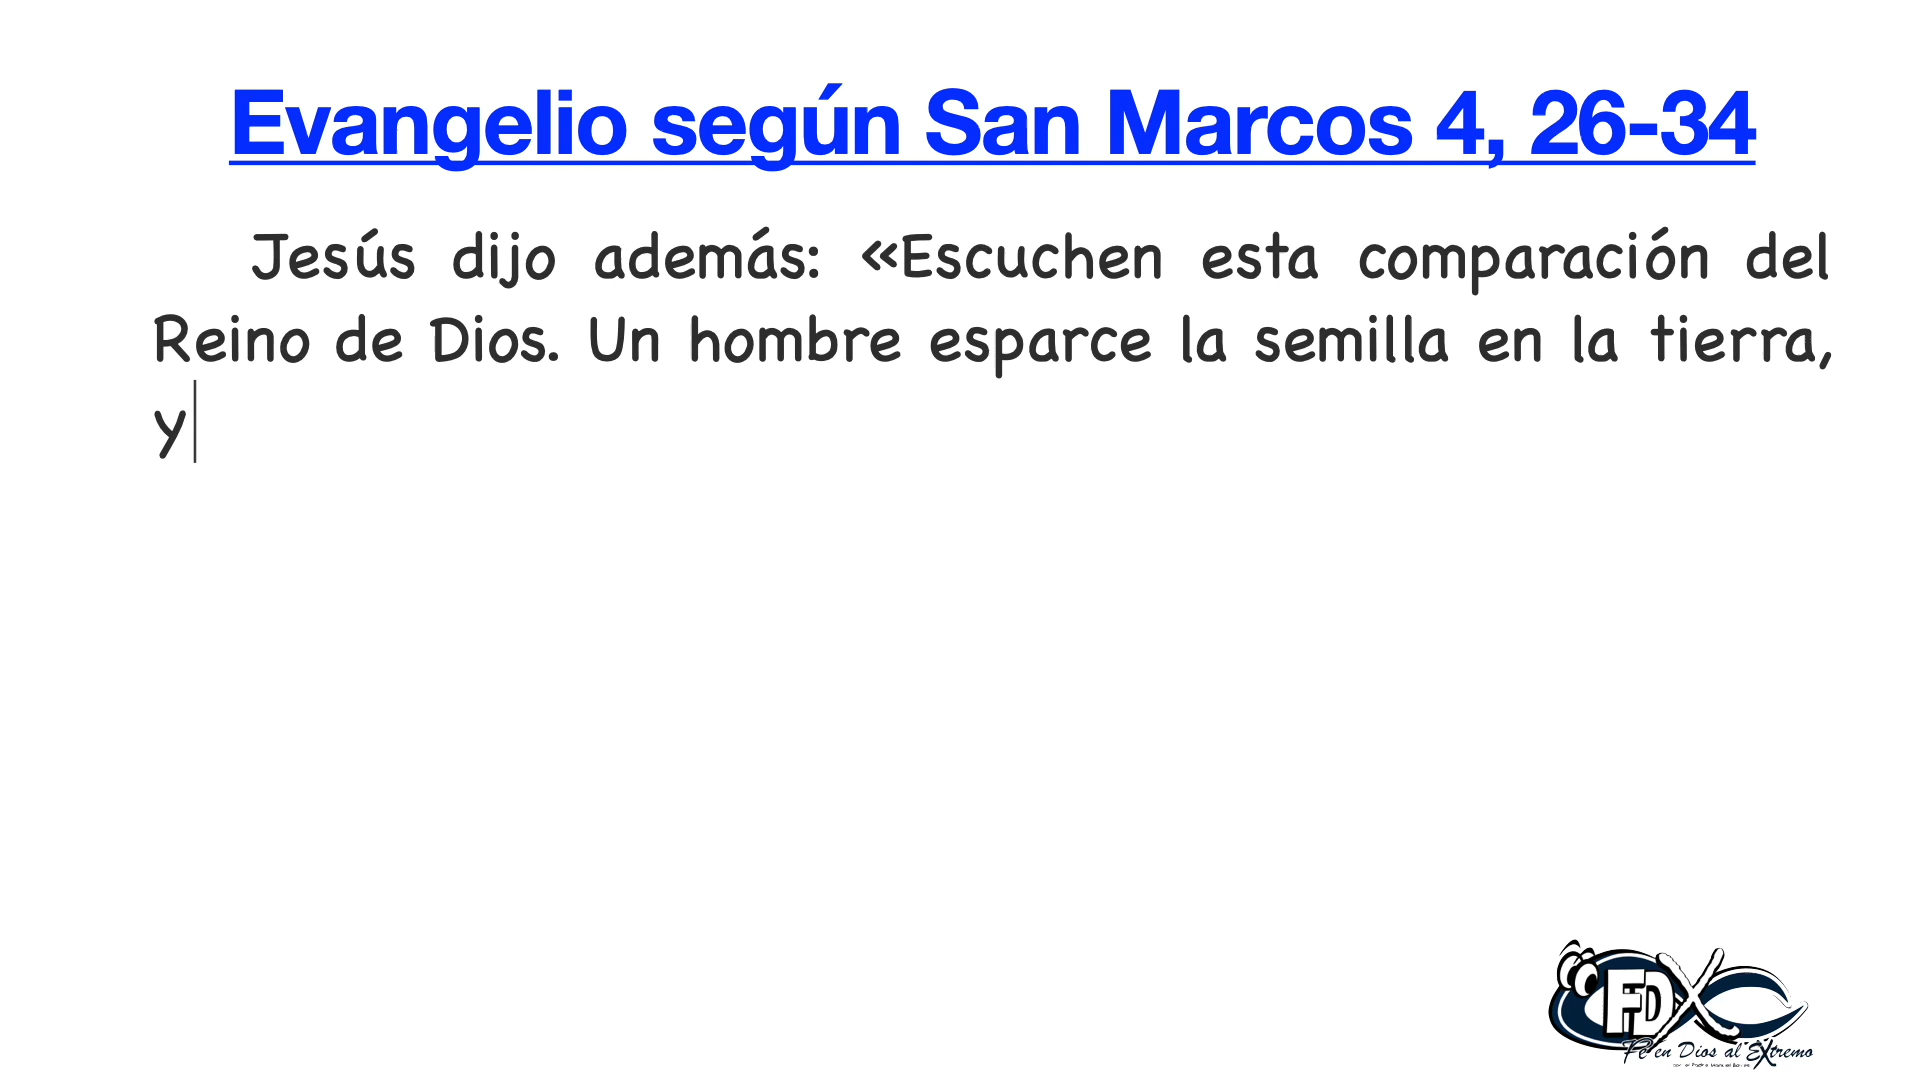 Evangelio según San Marcos 4, 26-34
Jesús dijo además: «Escuchen esta comparación del
Reino de Dios. Un hombre esparce la semilla en la tierra,
y
FDX
Fe en Dios al Extremo